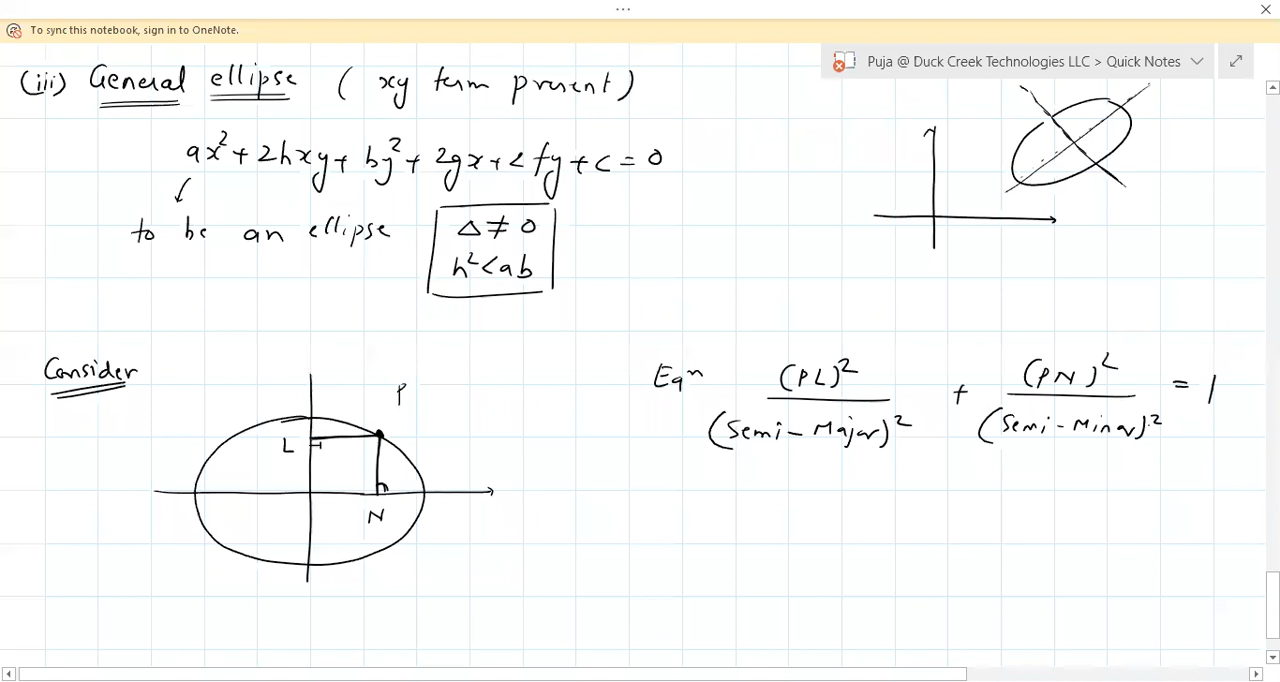 To sync this notebook, sign in to OneNote.
Puja @ Duck Creek Technologies LLC > Quick Notes
(iii) General ellipse ( xy term present )
ax² + 2hxy + by² + 2gx + 2fy + c = 0
to be an ellipse
Δ ≠ 0
h² < ab
Consider
P
L
N
Eqⁿ (PL)² / (Semi-Major)² + (PN)² / (Semi-Minor)² = 1